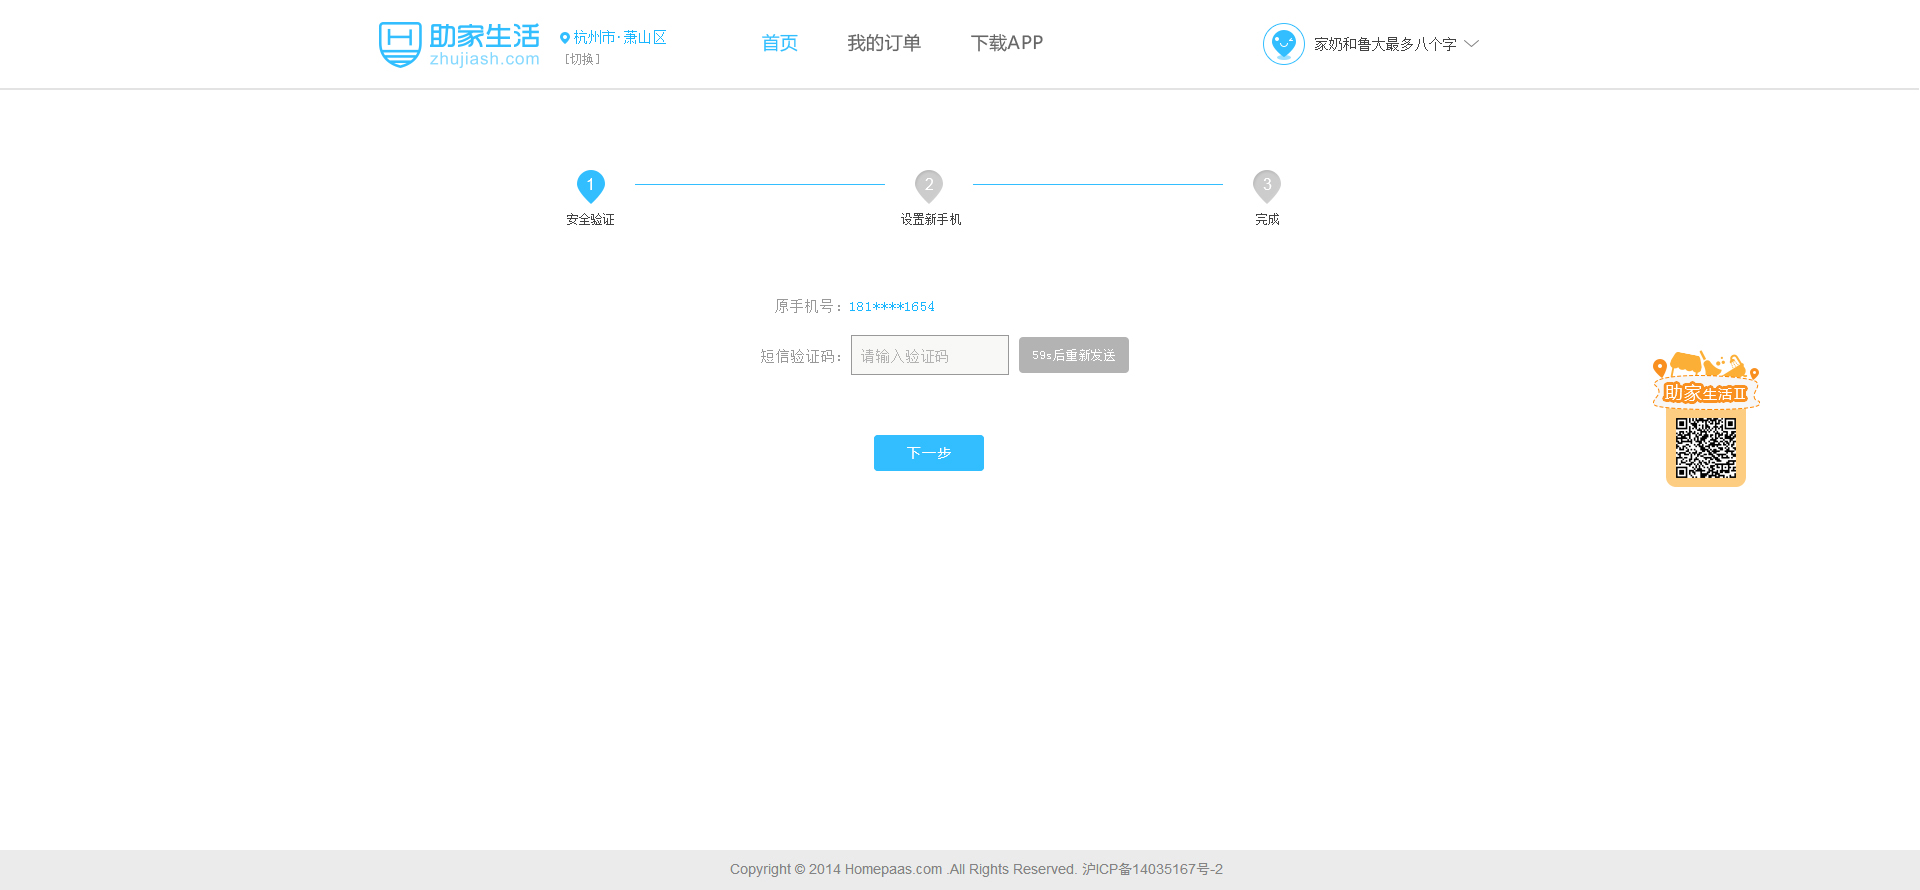 助家生活
zhujiash.com
杭州市·萧山区
[切换]
首页
我的订单
下载APP
家奶和鲁大最多八个字
1
2
3
安全验证
设置新手机
完成
原手机号：181****1654
短信验证码：
请输入验证码
59s后重新发送
下一步
助家生活II
Copyright © 2014 Homepaas.com .All Rights Reserved. 沪ICP备14035167号-2